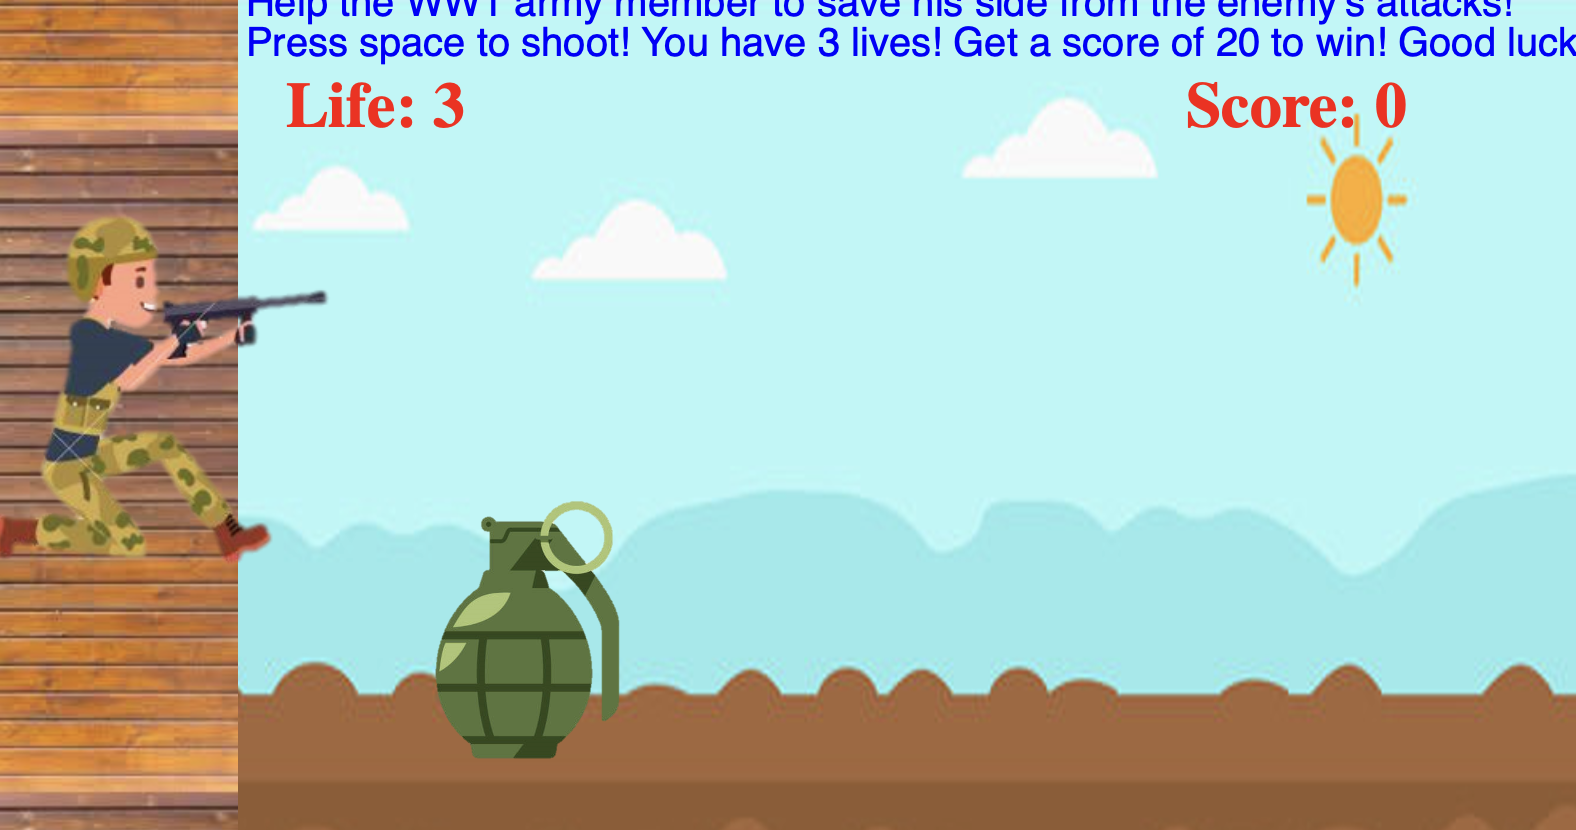 Help the WW1 army member to save his side from the enemy's attacks!
Press space to shoot! You have 3 lives! Get a score of 20 to win! Good luck
Life: 3
Score: 0